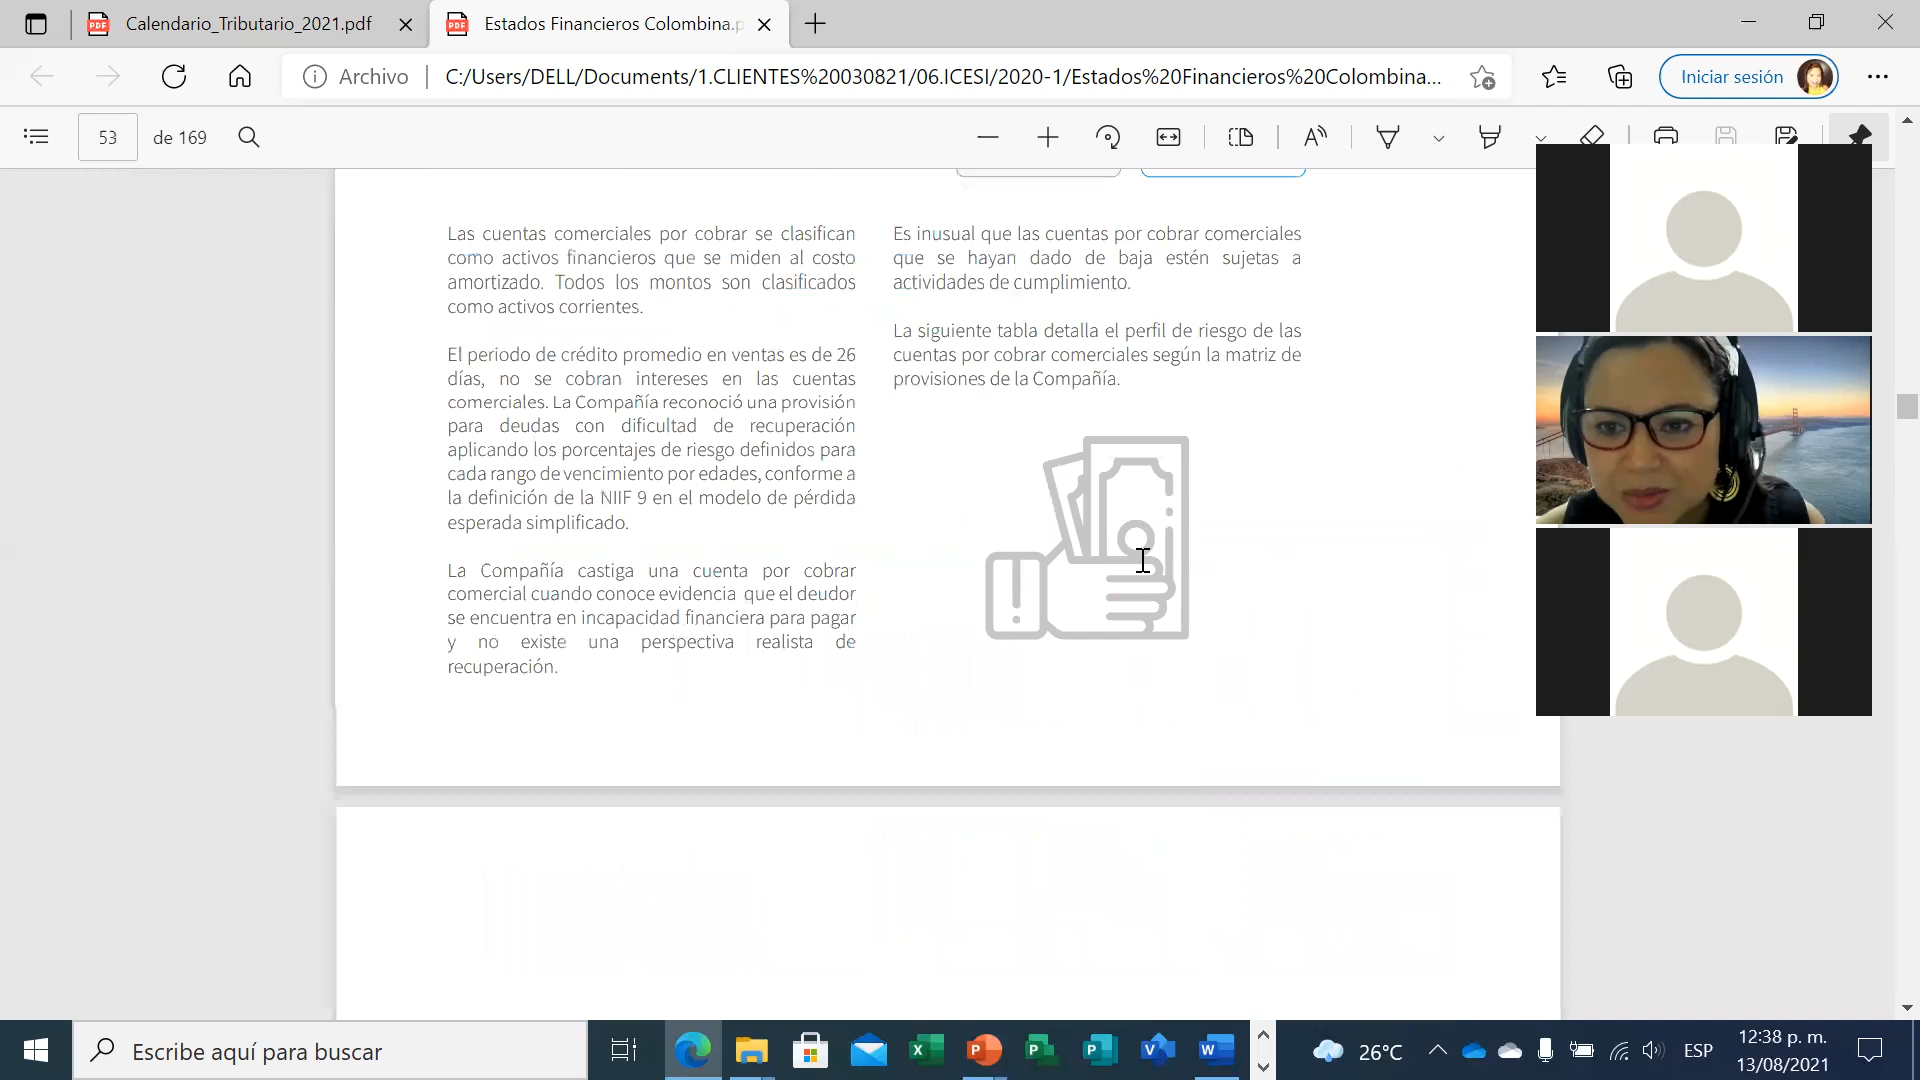 Calendario_Tributario_2021.pdf
Estados Financieros Colombina.p
Archivo
C:/Users/DELL/Documents/1.CLIENTES%20030821/06.ICESI/2020-1/Estados%20Financieros%20Colombina...
Iniciar sesión
53 de 169
Las cuentas comerciales por cobrar se clasifican
como activos financieros que se miden al costo
amortizado. Todos los montos son clasificados
como activos corrientes.
El periodo de crédito promedio en ventas es de 26
días, no se cobran intereses en las cuentas
comerciales. La Compañía reconoció una provisión
para deudas con dificultad de recuperación
aplicando los porcentajes de riesgo definidos para
cada rango de vencimiento por edades, conforme a
la definición de la NIIF 9 en el modelo de pérdida
esperada simplificado.
La Compañía castiga una cuenta por cobrar
comercial cuando conoce evidencia que el deudor
se encuentra en incapacidad financiera para pagar
y no existe una perspectiva realista de
recuperación.
Es inusual que las cuentas por cobrar comerciales
que se hayan dado de baja estén sujetas a
actividades de cumplimiento.
La siguiente tabla detalla el perfil de riesgo de las
cuentas por cobrar comerciales según la matriz de
provisiones de la Compañía.
Escribe aquí para buscar
26°C
ESP
12:38 p. m.
13/08/2021